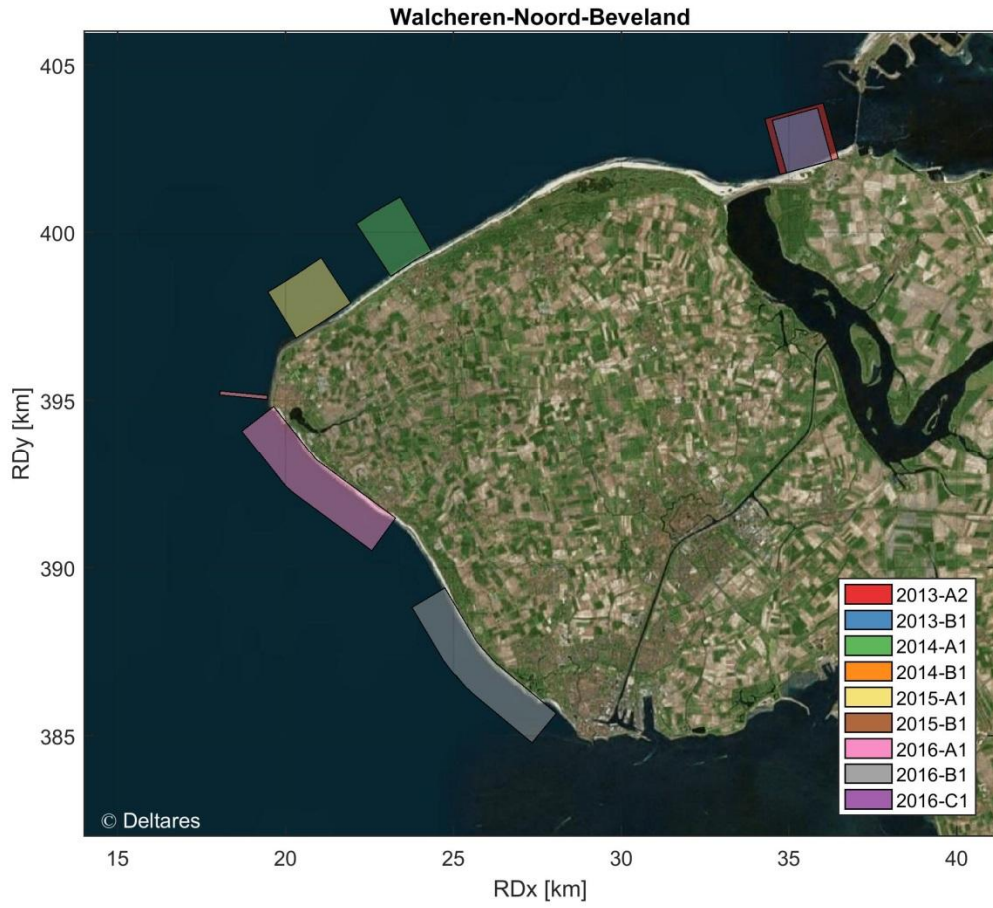 Walcheren-Noord-Beveland
405
400
395
390
385
RDy [km]
2013-A2
2013-B1
2014-A1
2014-B1
2015-A1
2015-B1
2016-A1
2016-B1
2016-C1
© Deltares
15 20 25 30 35 40
RDx [km]